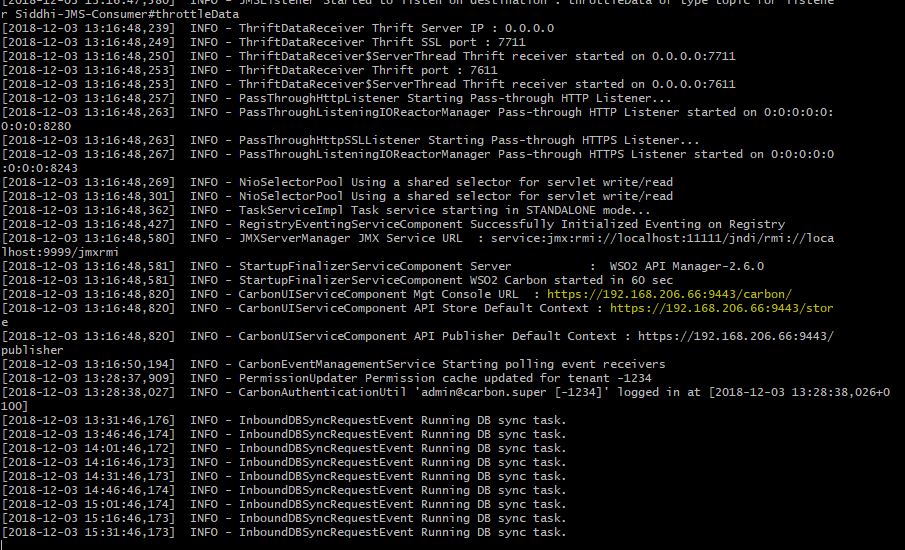 r Siddhi-JMS-Consumer#throttleData
[2018-12-03 13:16:48,239]  INFO - ThriftDataReceiver Thrift Server IP : 0.0.0.0
[2018-12-03 13:16:48,249]  INFO - ThriftDataReceiver Thrift SSL port : 7711
[2018-12-03 13:16:48,250]  INFO - ThriftDataReceiver$ServerThread Thrift receiver started on 0.0.0.0:7711
[2018-12-03 13:16:48,253]  INFO - ThriftDataReceiver Thrift port : 7611
[2018-12-03 13:16:48,253]  INFO - ThriftDataReceiver$ServerThread Thrift receiver started on 0.0.0.0:7611
[2018-12-03 13:16:48,257]  INFO - PassThroughHttpListener Starting Pass-through HTTP Listener...
[2018-12-03 13:16:48,263]  INFO - PassThroughListeningIOReactorManager Pass-through HTTP Listener started on 0:0:0:0:0:
0:0:0:8280
[2018-12-03 13:16:48,263]  INFO - PassThroughHttpSSLListener Starting Pass-through HTTPS Listener...
[2018-12-03 13:16:48,267]  INFO - PassThroughListeningIOReactorManager Pass-through HTTPS Listener started on 0:0:0:0:0
:0:0:0:8243
[2018-12-03 13:16:48,269]  INFO - NioSelectorPool Using a shared selector for servlet write/read
[2018-12-03 13:16:48,301]  INFO - NioSelectorPool Using a shared selector for servlet write/read
[2018-12-03 13:16:48,362]  INFO - TaskServiceImpl Task service starting in STANDALONE mode...
[2018-12-03 13:16:48,427]  INFO - RegistryEventingServiceComponent Successfully Initialized Eventing on Registry
[2018-12-03 13:16:48,580]  INFO - JMXServerManager JMX Service URL  : service:jmx:rmi://localhost:11111/jndi/rmi://loca
lhost:9999/jmxrmi
[2018-12-03 13:16:48,581]  INFO - StartupFinalizerServiceComponent Server           :  WSO2 API Manager-2.6.0
[2018-12-03 13:16:48,581]  INFO - StartupFinalizerServiceComponent WSO2 Carbon started in 60 sec
[2018-12-03 13:16:48,820]  INFO - CarbonUIServiceComponent Mgt Console URL  : https://192.168.206.66:9443/carbon/
[2018-12-03 13:16:48,820]  INFO - CarbonUIServiceComponent API Store Default Context : https://192.168.206.66:9443/stor
e
[2018-12-03 13:16:48,820]  INFO - CarbonUIServiceComponent API Publisher Default Context : https://192.168.206.66:9443/
publisher
[2018-12-03 13:16:50,194]  INFO - CarbonEventManagementService Starting polling event receivers
[2018-12-03 13:28:37,909]  INFO - PermissionUpdater Permission cache updated for tenant -1234
[2018-12-03 13:28:38,027]  INFO - CarbonAuthenticationUtil 'admin@carbon.super [-1234]' logged in at [2018-12-03 13:28:38,026+0
100]
[2018-12-03 13:31:46,176]  INFO - InboundDBSyncRequestEvent Running DB sync task.
[2018-12-03 13:46:46,174]  INFO - InboundDBSyncRequestEvent Running DB sync task.
[2018-12-03 14:01:46,172]  INFO - InboundDBSyncRequestEvent Running DB sync task.
[2018-12-03 14:16:46,173]  INFO - InboundDBSyncRequestEvent Running DB sync task.
[2018-12-03 14:31:46,173]  INFO - InboundDBSyncRequestEvent Running DB sync task.
[2018-12-03 14:46:46,174]  INFO - InboundDBSyncRequestEvent Running DB sync task.
[2018-12-03 15:01:46,174]  INFO - InboundDBSyncRequestEvent Running DB sync task.
[2018-12-03 15:16:46,173]  INFO - InboundDBSyncRequestEvent Running DB sync task.
[2018-12-03 15:31:46,173]  INFO - InboundDBSyncRequestEvent Running DB sync task.